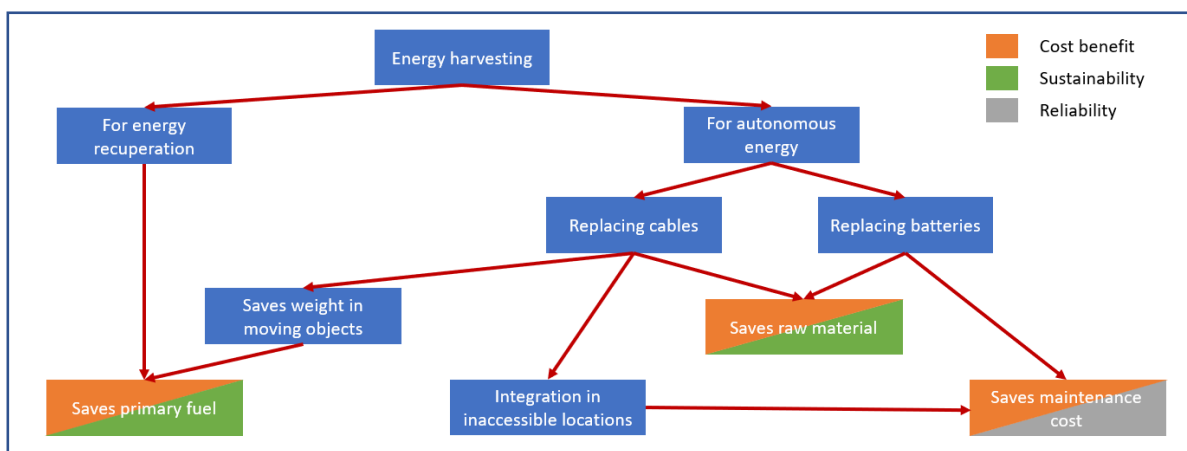 Energy harvesting
Cost benefit
Sustainability
Reliability
For energy
recuperation
For autonomous
energy
Replacing cables
Replacing batteries
Saves weight in
moving objects
Saves raw material
Saves primary fuel
Integration in
inaccessible locations
Saves maintenance
cost